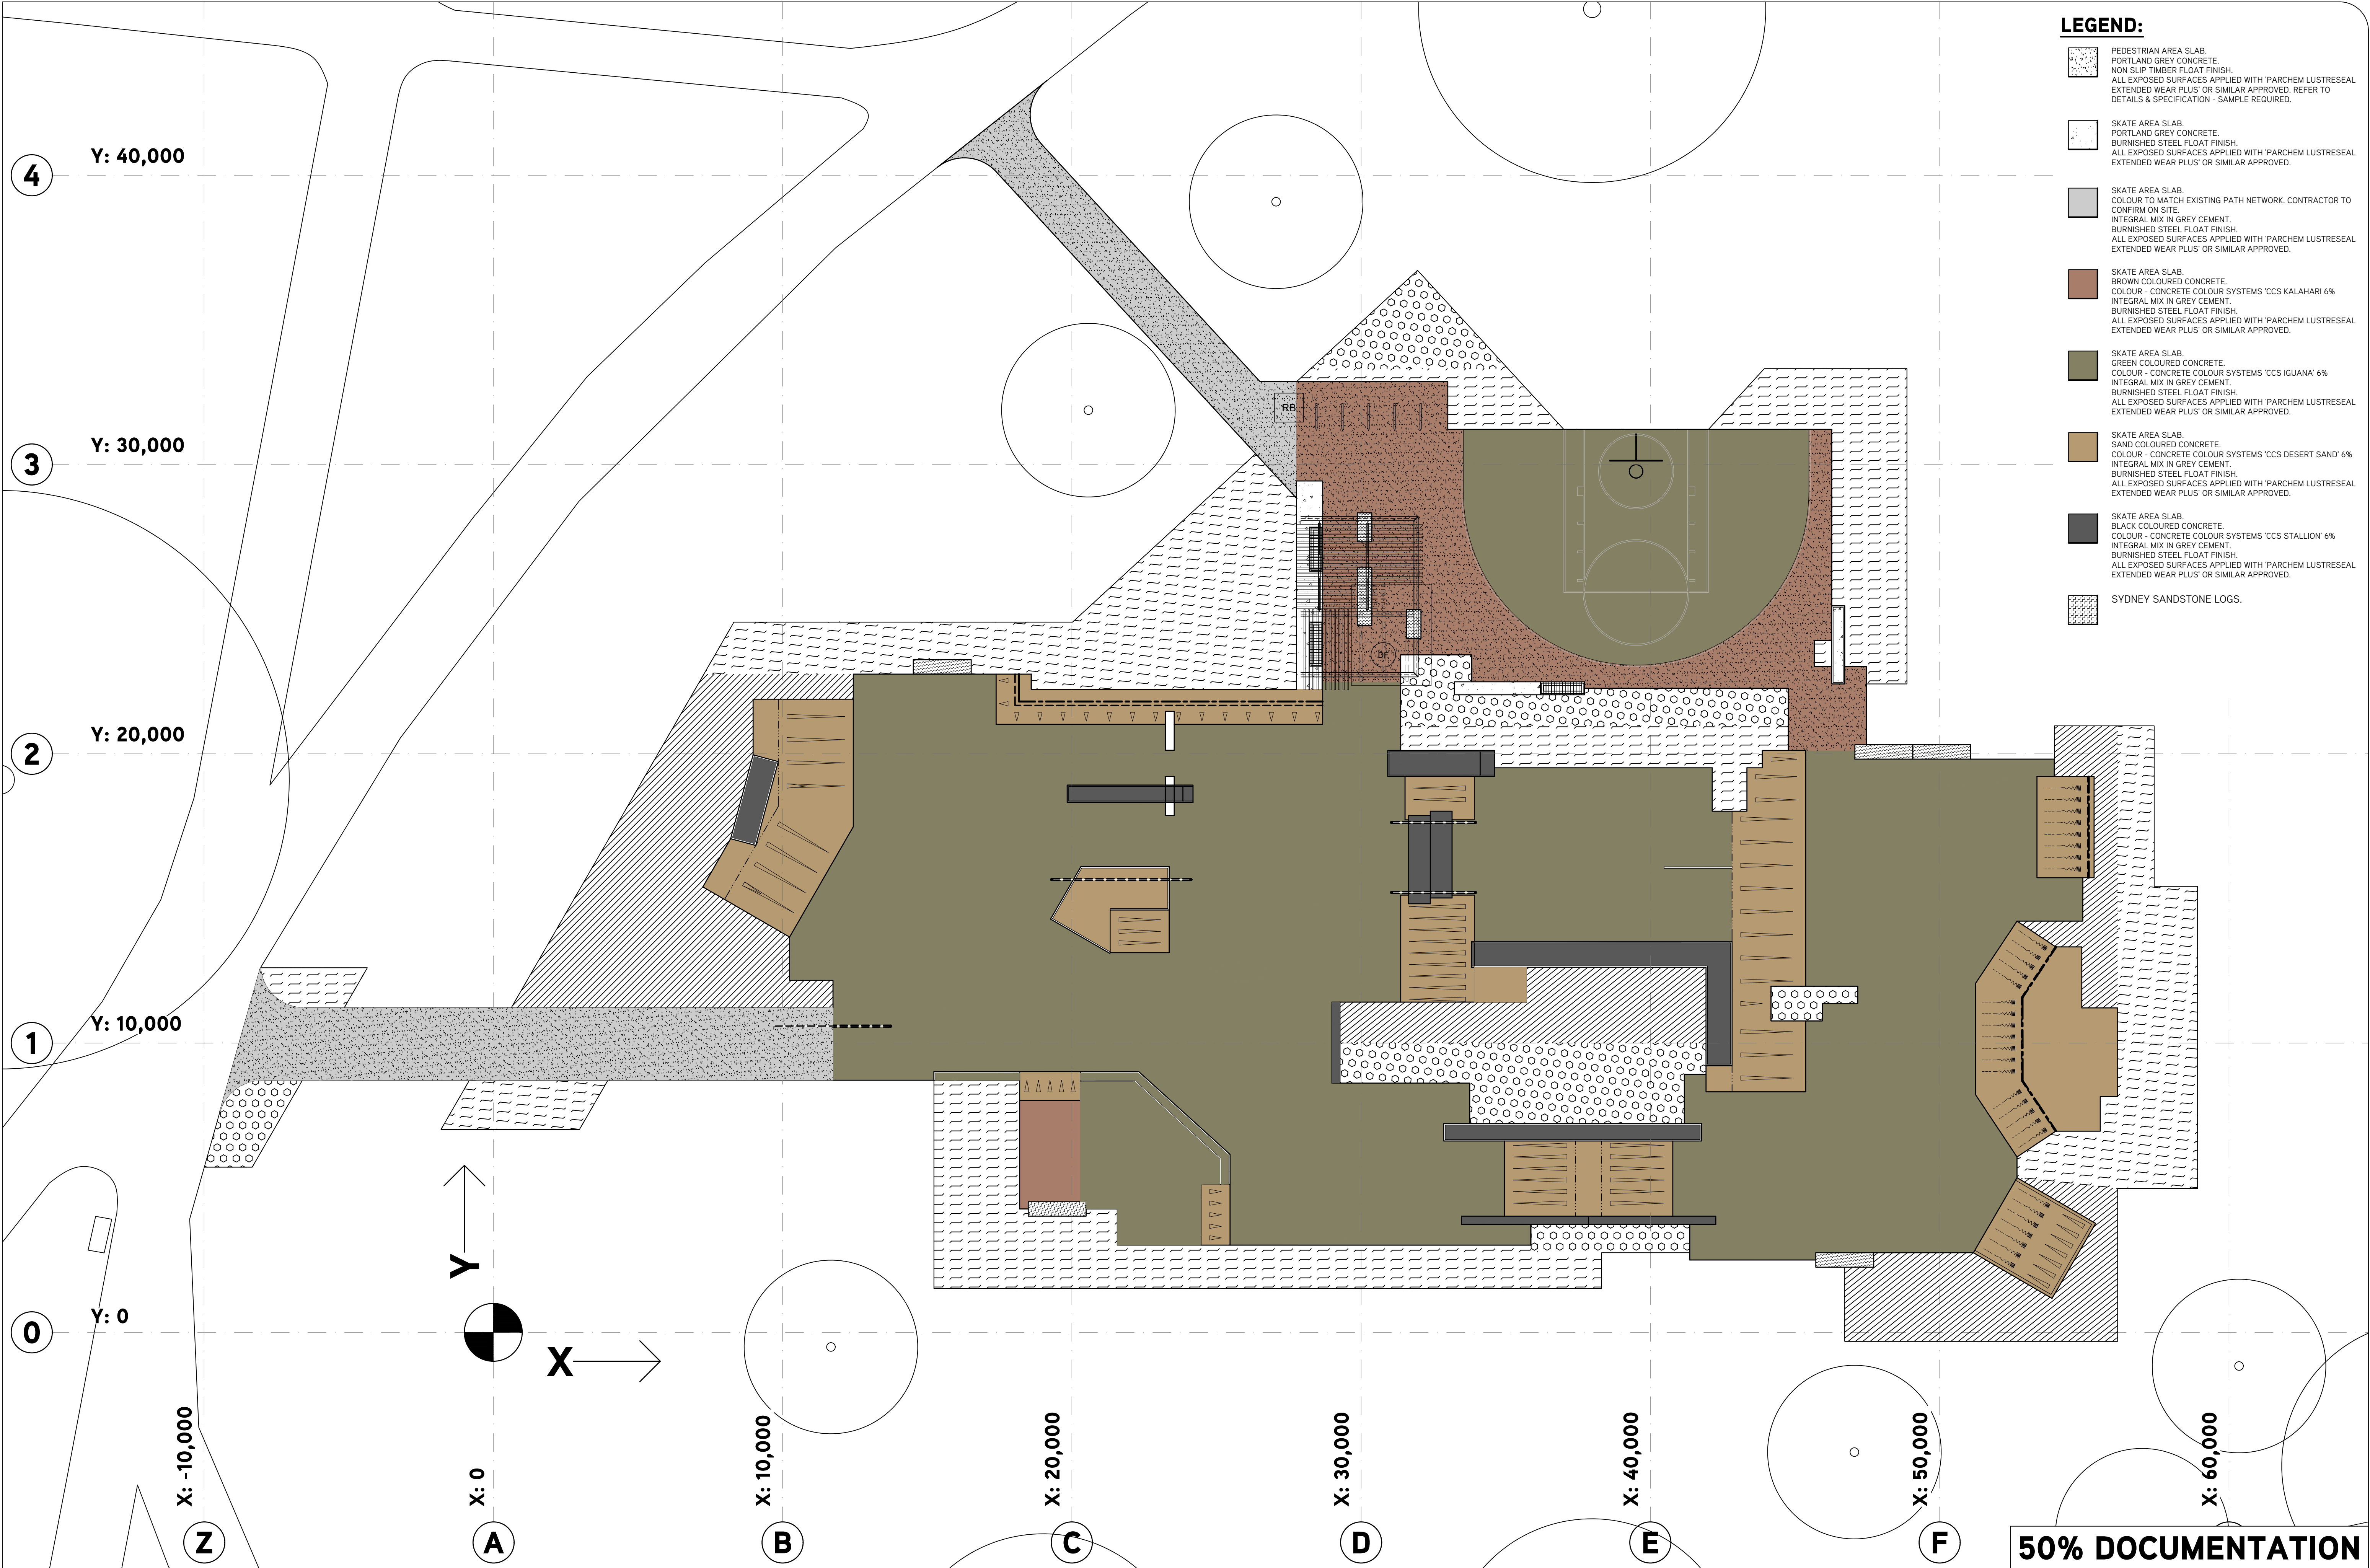 LEGEND:
PEDESTRIAN AREA SLAB.
PORTLAND GREY CONCRETE.
NON SLIP TIMBER FLOAT FINISH.
ALL EXPOSED SURFACES APPLIED WITH 'PARCHEM LUSTRESEAL
EXTENDED WEAR PLUS' OR SIMILAR APPROVED. REFER TO
DETAILS & SPECIFICATION - SAMPLE REQUIRED.
SKATE AREA SLAB.
PORTLAND GREY CONCRETE.
BURNISHED STEEL FLOAT FINISH.
ALL EXPOSED SURFACES APPLIED WITH 'PARCHEM LUSTRESEAL
EXTENDED WEAR PLUS' OR SIMILAR APPROVED.
SKATE AREA SLAB.
COLOUR TO MATCH EXISTING PATH NETWORK. CONTRACTOR TO
CONFIRM ON SITE.
INTEGRAL MIX IN GREY CEMENT.
BURNISHED STEEL FLOAT FINISH.
ALL EXPOSED SURFACES APPLIED WITH 'PARCHEM LUSTRESEAL
EXTENDED WEAR PLUS' OR SIMILAR APPROVED.
SKATE AREA SLAB.
BROWN COLOURED CONCRETE.
COLOUR - CONCRETE COLOUR SYSTEMS 'CCS KALAHARI 6%
INTEGRAL MIX IN GREY CEMENT.
BURNISHED STEEL FLOAT FINISH.
ALL EXPOSED SURFACES APPLIED WITH 'PARCHEM LUSTRESEAL
EXTENDED WEAR PLUS' OR SIMILAR APPROVED.
SKATE AREA SLAB.
GREEN COLOURED CONCRETE.
COLOUR - CONCRETE COLOUR SYSTEMS 'CCS IGUANA' 6%
INTEGRAL MIX IN GREY CEMENT.
BURNISHED STEEL FLOAT FINISH.
ALL EXPOSED SURFACES APPLIED WITH 'PARCHEM LUSTRESEAL
EXTENDED WEAR PLUS' OR SIMILAR APPROVED.
SKATE AREA SLAB.
SAND COLOURED CONCRETE.
COLOUR - CONCRETE COLOUR SYSTEMS 'CCS DESERT SAND' 6%
INTEGRAL MIX IN GREY CEMENT.
BURNISHED STEEL FLOAT FINISH.
ALL EXPOSED SURFACES APPLIED WITH 'PARCHEM LUSTRESEAL
EXTENDED WEAR PLUS' OR SIMILAR APPROVED.
SKATE AREA SLAB.
BLACK COLOURED CONCRETE.
COLOUR - CONCRETE COLOUR SYSTEMS 'CCS STALLION' 6%
INTEGRAL MIX IN GREY CEMENT.
BURNISHED STEEL FLOAT FINISH.
ALL EXPOSED SURFACES APPLIED WITH 'PARCHEM LUSTRESEAL
EXTENDED WEAR PLUS' OR SIMILAR APPROVED.
SYDNEY SANDSTONE LOGS.
Y: 40,000
4
RB
Y: 30,000
3
DF
Y: 20,000
2
Y: 10,000
1
Y
Y: 0
0
X
X: -10,000
X: 0
X: 10,000
X: 20,000
X: 30,000
X: 40,000
X: 50,000
X: 60,000
Z
A
B
C
D
E
F
50% DOCUMENTATION